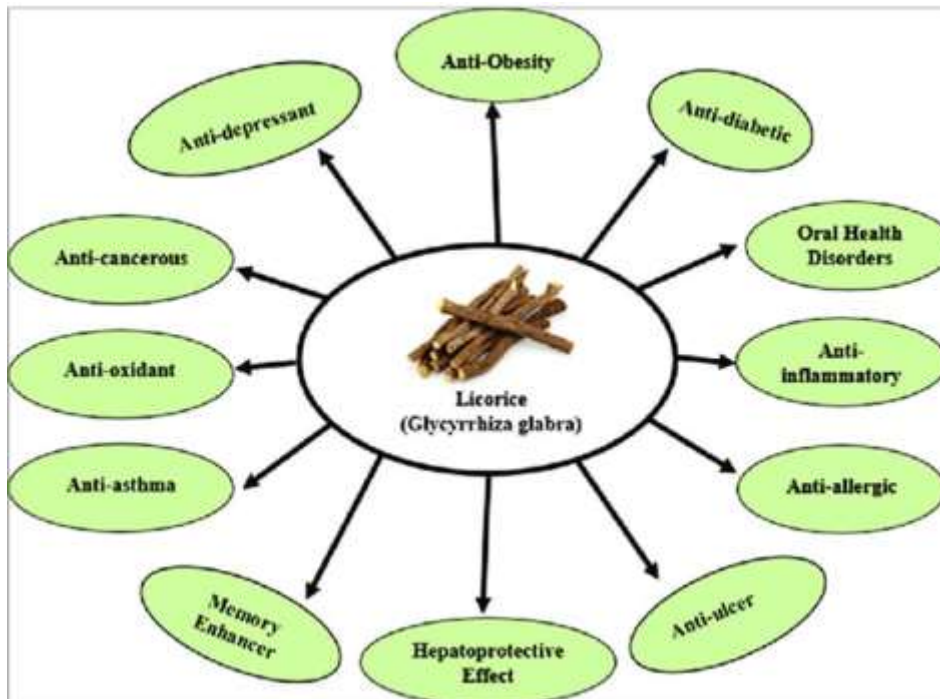 Anti-Obesity
Anti-depressant
Anti-diabetic
Anti-cancerous
Oral Health
Disorders
Anti-oxidant
Anti-
inflammatory
Licorice
(Glycyrrhiza glabra)
Anti-asthma
Anti-allergic
Memory
Enhancer
Hepatoprotective
Effect
Anti-ulcer